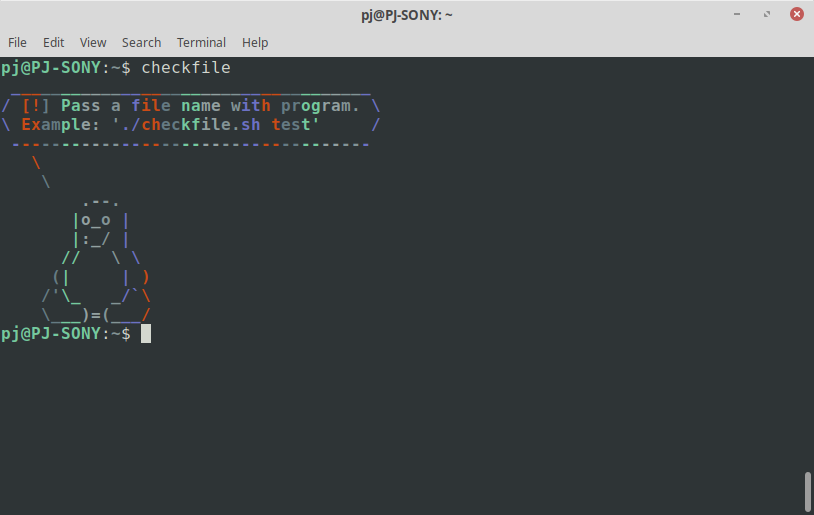 pj@PJ-SONY: ~
File Edit View Search Terminal Help
pj@PJ-SONY:~$ checkfile
 ____________________________________
/ [!] Pass a file name with program. \
\ Example: './checkfile.sh test'     /
 ------------------------------------
   \
    \
        .--.
       |o_o |
       |:_/ |
      //   \ \
     (|     | )
    /'\_   _/`\
    \___)=(___/
pj@PJ-SONY:~$